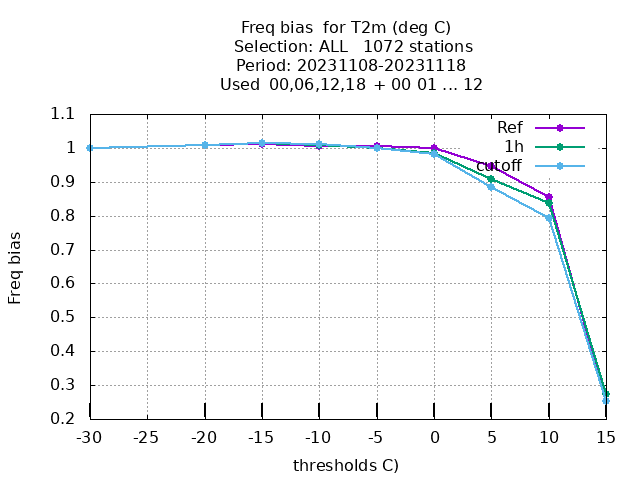 Freq bias  for T2m (deg C)
Selection: ALL   1072 stations
Period: 20231108-20231118
Used  00,06,12,18  + 00 01 ... 12
Ref
1h
cutoff
1.1
1
0.9
0.8
0.7
0.6
0.5
0.4
0.3
0.2
Freq bias
-30 -25 -20 -15 -10 -5 0 5 10 15
thresholds C)